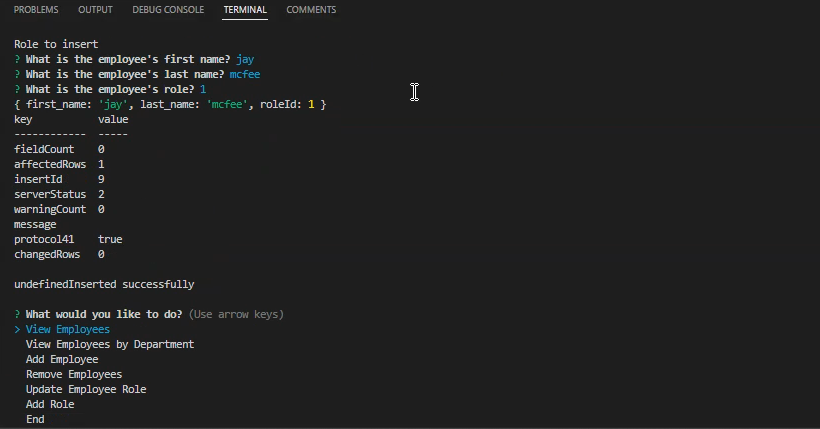 PROBLEMS OUTPUT DEBUG CONSOLE TERMINAL COMMENTS
Role to insert
? What is the employee's first name? jay
? What is the employee's last name? mcfee
? What is the employee's role? 1
{ first_name: 'jay', last_name: 'mcfee', roleId: 1 }
key value
------------ -----
fieldCount 0
affectedRows 1
insertId 9
serverStatus 2
warningCount 0
message
protocol41 true
changedRows 0
undefinedInserted successfully
? What would you like to do? (Use arrow keys)
> View Employees
View Employees by Department
Add Employee
Remove Employees
Update Employee Role
Add Role
End